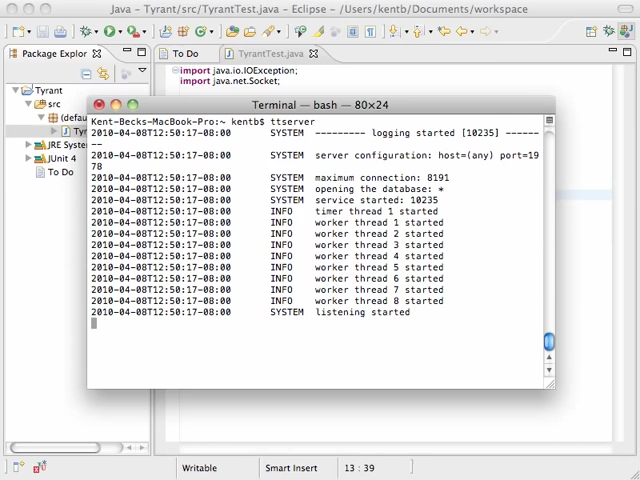 Java – Tyrant/src/TyrantTest.java – Eclipse – /Users/kentb/Documents/workspace
Package Explor
To Do
TyrantTest.java
import java.io.IOException;
import java.net.Socket;
Tyrant
src
(defau
Tyr
JRE System
JUnit 4
To Do
Terminal — bash — 80×24
Kent-Becks-MacBook-Pro:~ kentb$ ttserver
2010-04-08T12:50:17-08:00 SYSTEM --------- logging started [10235] ------
--
2010-04-08T12:50:17-08:00 SYSTEM server configuration: host=(any) port=19
78
2010-04-08T12:50:17-08:00 SYSTEM maximum connection: 8191
2010-04-08T12:50:17-08:00 SYSTEM opening the database: *
2010-04-08T12:50:17-08:00 SYSTEM service started: 10235
2010-04-08T12:50:17-08:00 INFO timer thread 1 started
2010-04-08T12:50:17-08:00 INFO worker thread 1 started
2010-04-08T12:50:17-08:00 INFO worker thread 2 started
2010-04-08T12:50:17-08:00 INFO worker thread 3 started
2010-04-08T12:50:17-08:00 INFO worker thread 4 started
2010-04-08T12:50:17-08:00 INFO worker thread 5 started
2010-04-08T12:50:17-08:00 INFO worker thread 6 started
2010-04-08T12:50:17-08:00 INFO worker thread 7 started
2010-04-08T12:50:17-08:00 INFO worker thread 8 started
2010-04-08T12:50:17-08:00 SYSTEM listening started
Writable
Smart Insert
13 : 39